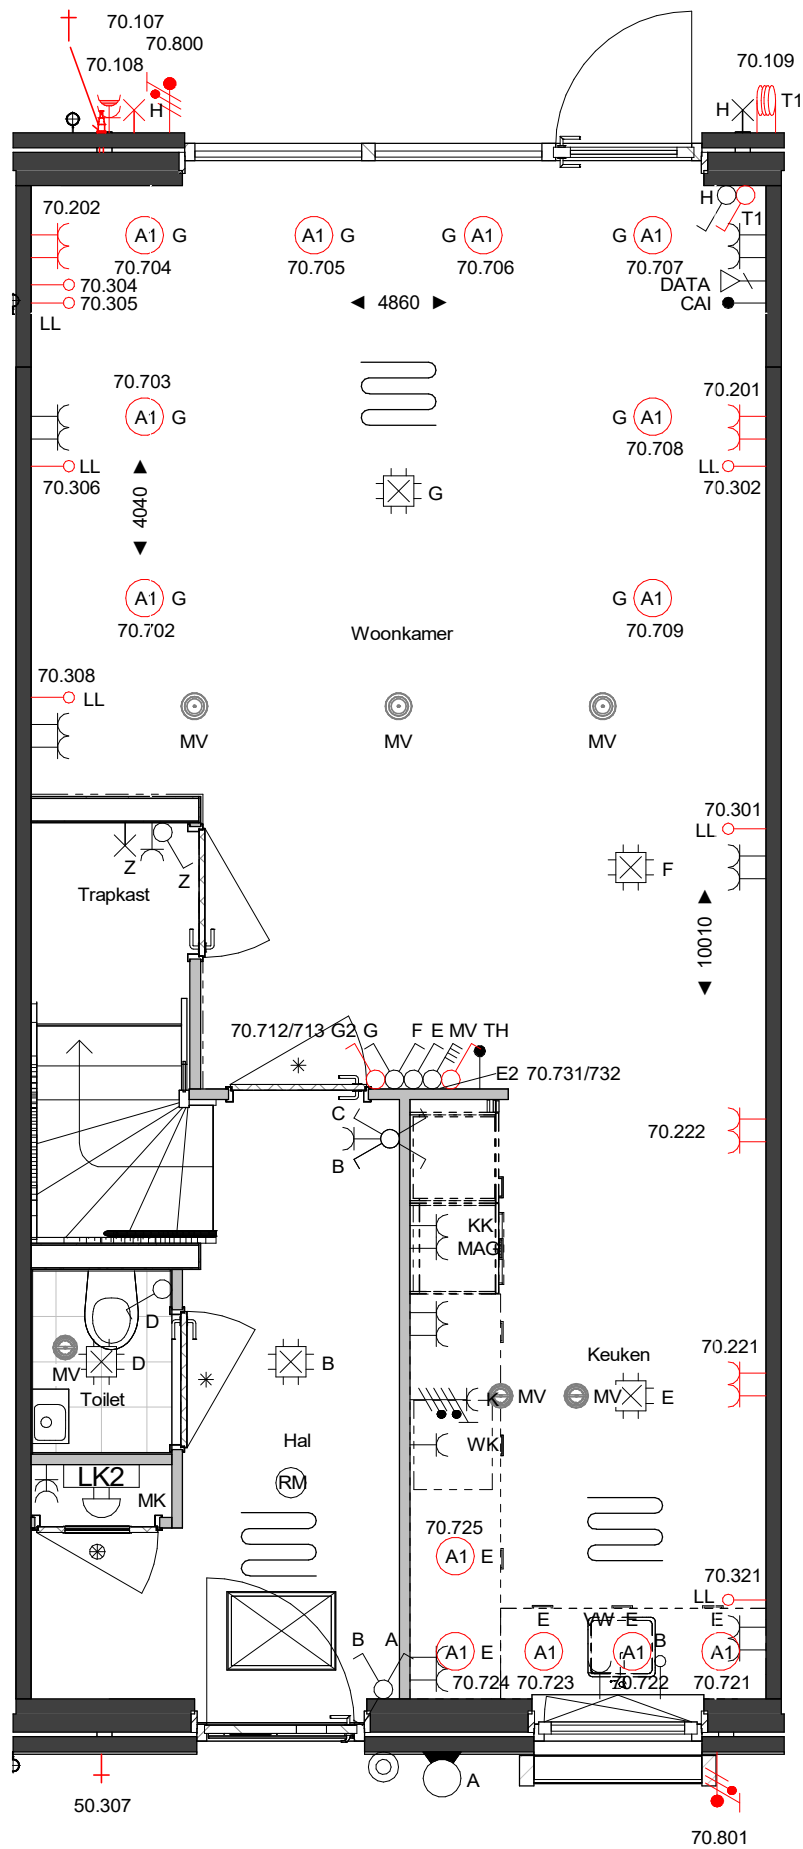 70.107
70.800
70.108
H
70.109
T1
H
70.202
A1 G
A1 G
G A1
G A1
H
T1
70.704
70.705
70.706
70.707
70.304
70.305
LL
4860
DATA
CAI
70.703
A1 G
70.201
G A1
70.708
LL
70.306
LL
70.302
4040
G
A1 G
70.702
G A1
70.709
Woonkamer
70.308
LL
MV
MV
MV
70.301
LL
Z
Z
Trapkast
F
10010
70.712/713 G2 G F E MV TH
E2 70.731/732
C
B
70.222
KK
MAG
D
D
MV
Toilet
B
Keuken
70.221
K
MV
MV
E
WK
Hal
LK2
MK
RM
70.725
A1 E
70.321
LL
E
VW E
E
B A
A1 E
A1
A1
B
A1
70.724
70.723
70.722
70.721
A
50.307
70.801